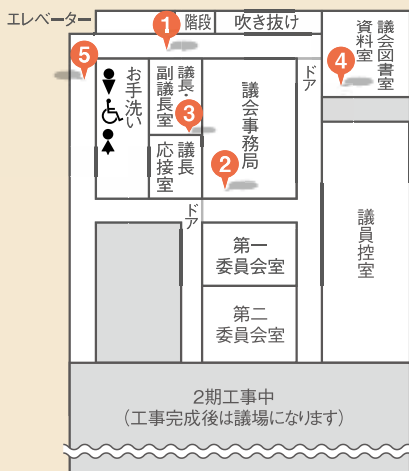 エレベーター
1
階段
吹き抜け
議会図書室
資料室
4
5
お手洗い
議長・
副議長室
3
ドア
議会事務局
2
議長
応接室
ドア
議員控室
第一
委員会室
第二
委員会室
2期工事中
(工事完成後は議場になります)